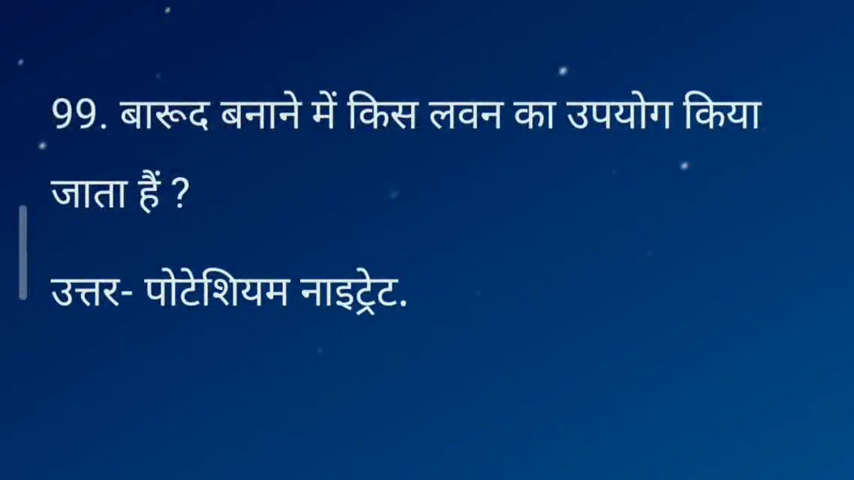 99. बारूद बनाने में किस लवन का उपयोग किया
जाता हैं ?
उत्तर- पोटेशियम नाइट्रेट.